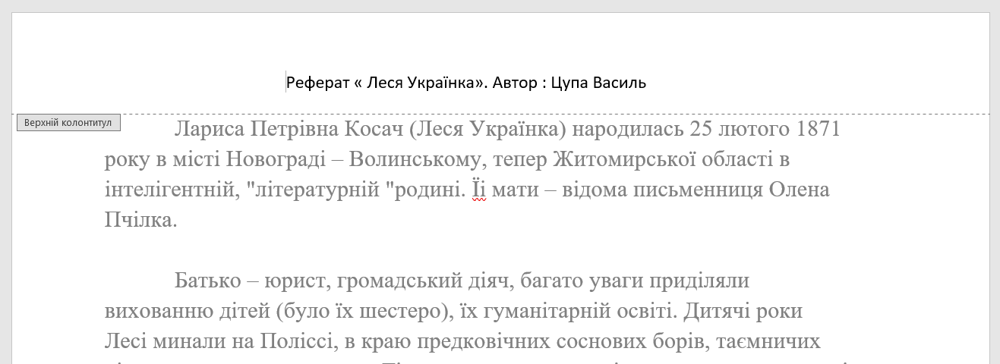 Реферат « Леся Українка». Автор : Цупа Василь
Верхній колонтитул
Лариса Петрівна Косач (Леся Українка) народилась 25 лютого 1871
року в місті Новограді – Волинському, тепер Житомирської області в
інтелігентній, "літературній "родині. Їі мати – відома письменниця Олена
Пчілка.
Батько – юрист, громадський діяч, багато уваги приділяли
вихованню дітей (було їх шестеро), їх гуманітарній освіті. Дитячі роки
Лесі минали на Поліссі, в краю предковічних соснових борів, таємничих